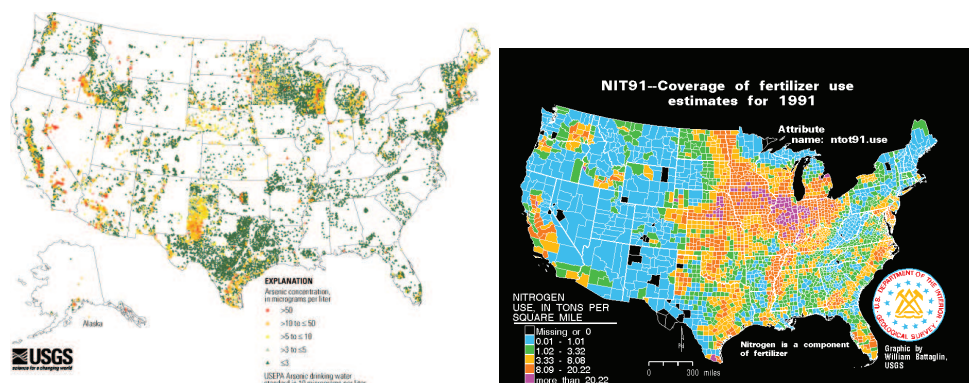 Alaska
USGS
science for a changing world
EXPLANATION
Arsenic concentration,
in micrograms per liter
>50
>10 to ≤ 50
>5 to ≤ 10
>3 to ≤5
≤3
USEPA Arsenic drinking water
NIT91--Coverage of fertilizer use
estimates for 1991
Attribute
name: ntot91.use
NITROGEN
USE, IN TONS PER
SQUARE MILE
Missing or 0
0.01 - 1.01
1.02 - 3.32
3.33 - 8.08
8.09 - 20.22
more than 20.22
0 300 miles
Nitrogen is a component
of fertilizer
U.S. DEPARTMENT OF THE INTERIOR
GEOLOGICAL SURVEY
Graphic by
William Battaglin,
USGS